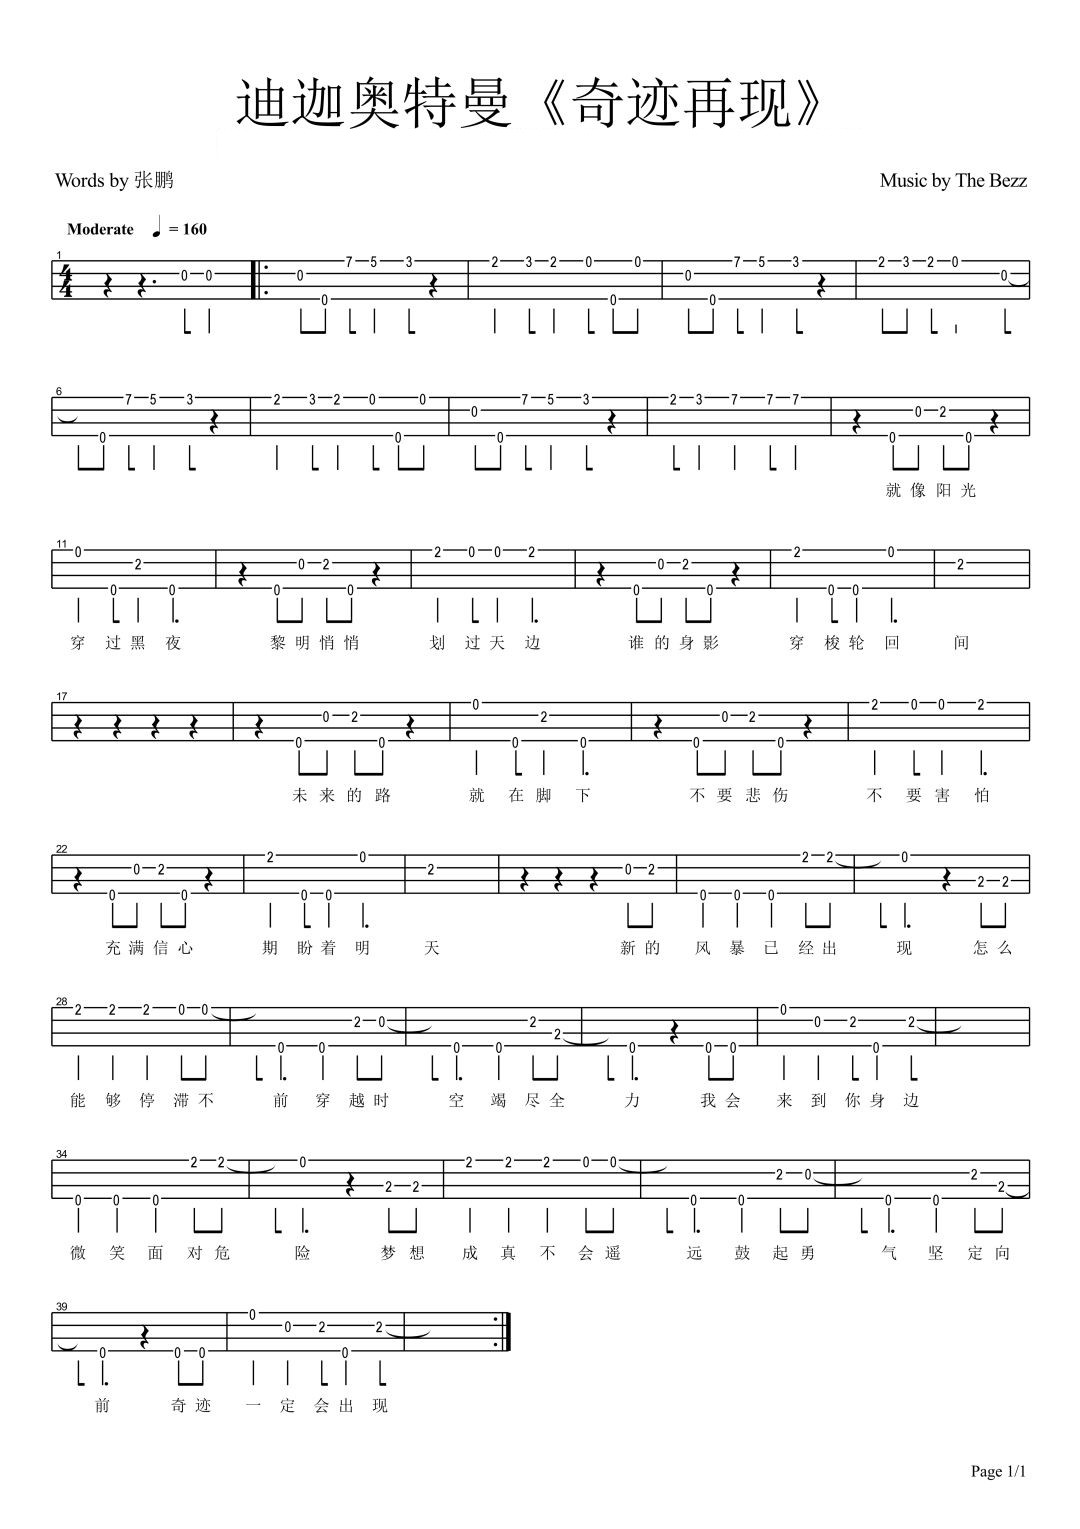 迪迦奥特曼《奇迹再现》
Words by 张鹏
Music by The Bezz
Moderate ♩ = 160
1
4/4
0 0 0 0 7 5 3 2 3 2 0 0 0 0 0 7 5 3 2 3 2 0 0
6
0 7 5 3 2 3 2 0 0 0 0 0 7 5 3 2 3 7 7 7 0 0 2 0
就像阳光
11
0 0 2 0 0 0 2 0 2 0 0 2 0 0 2 0 2 0 0 0 2
穿过黑夜 黎明悄悄 划过天边 谁的身影 穿梭轮回间
17
0 0 2 0 0 0 2 0 0 0 2 0 2 0 0 2
未来的路 就在脚下 不要悲伤 不要害怕
22
0 0 2 0 2 0 0 0 2 0 2 0 0 0 2 2 0 2 2
充满信心 期盼着明天 新的 风暴已经出现 怎么
28
2 2 2 0 0 0 0 2 0 0 0 2 2 0 0 0 0 0 2 0 2
能够停滞不前 穿越时空 竭尽全力 我会 来到你身边
34
0 0 0 2 2 0 2 2 2 2 2 0 0 0 0 2 0 0 0 2 2
微笑面对危险 梦想 成真不会遥远 鼓起勇气 坚定向
39
0 0 0 0 0 2 0 2
前 奇迹 一定会出现
Page 1/1